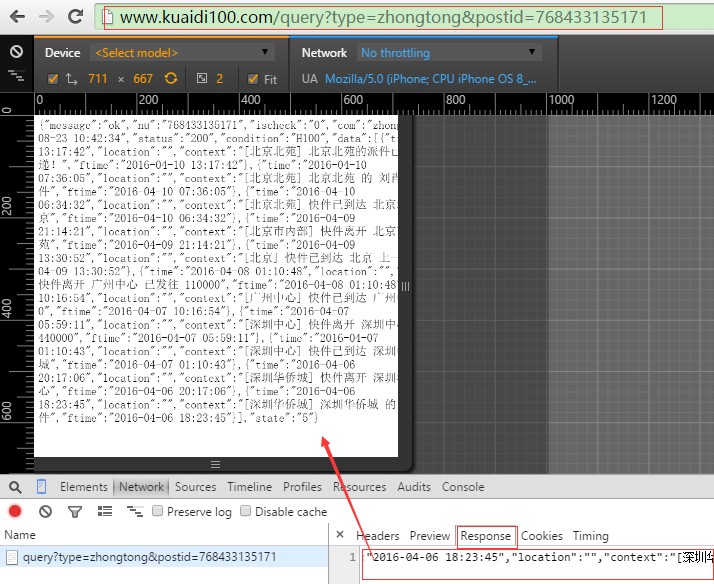 www.kuaidi100.com/query?type=zhongtong&postid=768433135171
Device <Select model> Network No throttling
711 × 667 2 Fit UA Mozilla/5.0 (iPhone; CPU iPhone OS 8_...
0 200 400 600 800 1000 1200
0
200
400
600
{"message":"ok","nu":"768433135171","ischeck":"0","com":"zhong
08-23 10:42:34","status":"200","condition":"H100","data":[{"t
13:17:42","location":"","context":"[北京北苑] 北京北苑的派件已
递！","ftime":"2016-04-10 13:17:42"},{"time":"2016-04-10
07:36:05","location":"","context":"[北京北苑] 北京北苑 的 刘肖
件","ftime":"2016-04-10 07:36:05"},{"time":"2016-04-10
06:34:32","location":"","context":"[北京北苑] 快件已到达 北京
京","ftime":"2016-04-10 06:34:32"},{"time":"2016-04-09
21:14:21","location":"","context":"[北京市内部] 快件离开 北京
苑","ftime":"2016-04-09 21:14:21"},{"time":"2016-04-09
13:30:52","location":"","context":"[北京] 快件已到达 北京 上一
04-09 13:30:52"},{"time":"2016-04-08 01:10:48","location":"","
快件离开 广州中心 已发往 110000","ftime":"2016-04-08 01:10:48
10:16:54","location":"","context":"[广州中心] 快件已到达 广州
0","ftime":"2016-04-07 10:16:54"},{"time":"2016-04-07
05:59:11","location":"","context":"[深圳中心] 快件离开 深圳中
440000","ftime":"2016-04-07 05:59:11"},{"time":"2016-04-07
01:10:43","location":"","context":"[深圳中心] 快件已到达 深圳
城","ftime":"2016-04-07 01:10:43"},{"time":"2016-04-06
20:17:06","location":"","context":"[深圳华侨城] 快件离开 深圳
心","ftime":"2016-04-06 20:17:06"},{"time":"2016-04-06
18:23:45","location":"","context":"[深圳华侨城] 深圳华侨城 的
件","ftime":"2016-04-06 18:23:45"}],"state":"5"}
Elements Network Sources Timeline Profiles Resources Audits Console
Preserve log Disable cache
Name × Headers Preview Response Cookies Timing
query?type=zhongtong&postid=768433135171
1 "2016-04-06 18:23:45","location":"","context":"[深圳华